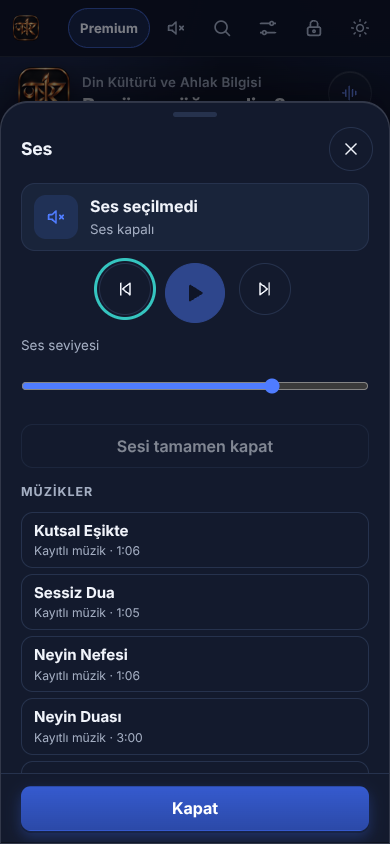 Premium
Din Kültürü ve Ahlak Bilgisi
Ses
Ses seçilmedi
Ses kapalı
Ses seviyesi
Sesi tamamen kapat
MÜZİKLER
Kutsal Eşikte
Kayıtlı müzik · 1:06
Sessiz Dua
Kayıtlı müzik · 1:05
Neyin Nefesi
Kayıtlı müzik · 1:06
Neyin Duası
Kayıtlı müzik · 3:00
Kapat